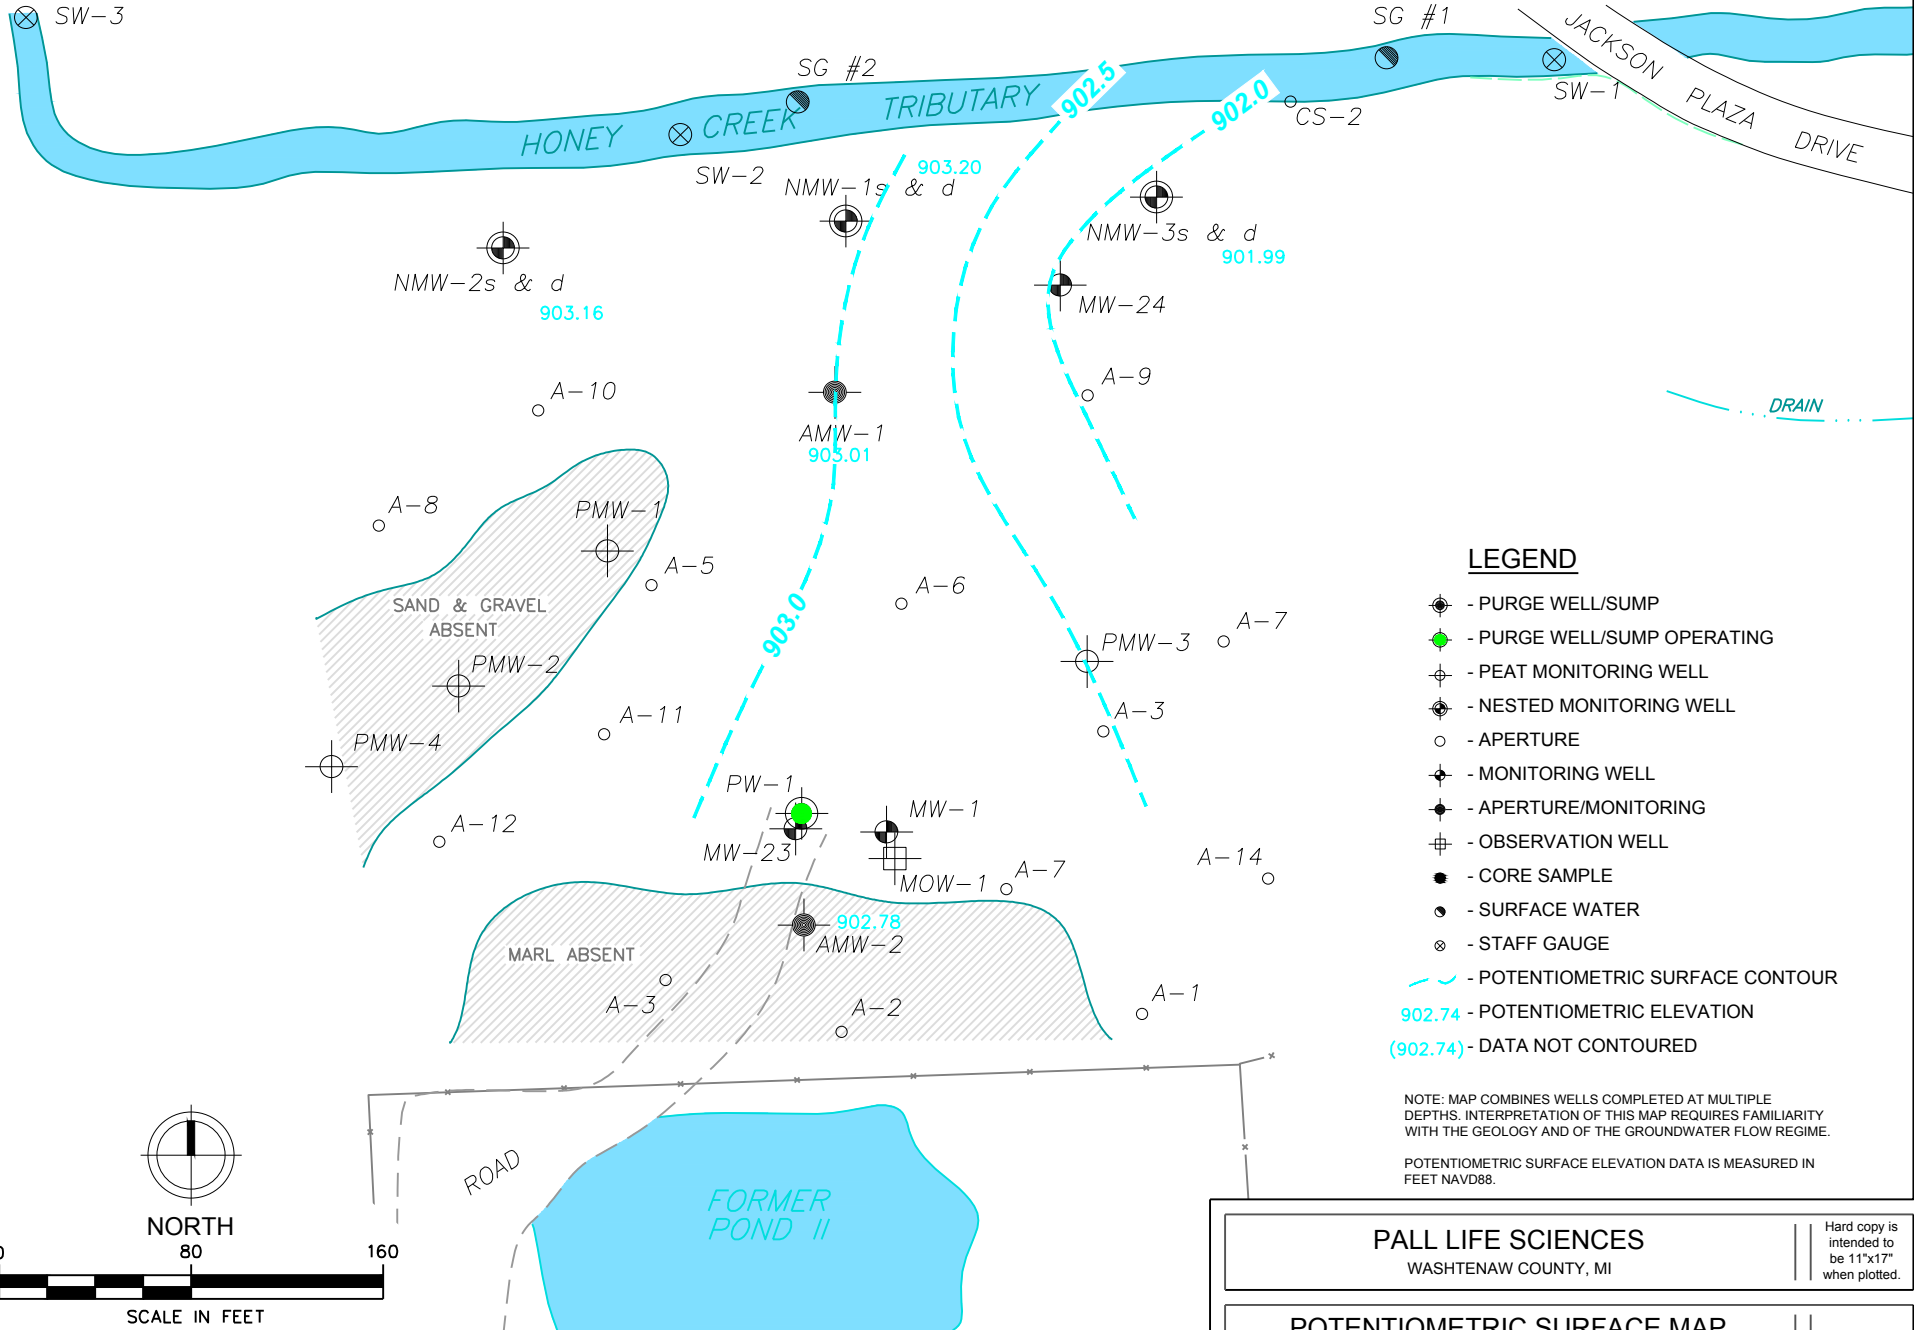 SW-3
SG #1
JACKSON
PLAZA
DRIVE
SG #2
902.5
902.0
SW-1
HONEY CREEK TRIBUTARY
CS-2
SW-2
903.20
NMW-1s & d
NMW-3s & d
901.99
NMW-2s & d
903.16
MW-24
A-10
A-9
DRAIN
AMW-1
903.01
A-8
PMW-1
A-5
A-6
SAND & GRAVEL
ABSENT
903.0
A-7
PMW-3
PMW-2
A-11
A-3
PMW-4
PW-1
MW-1
A-12
MW-23
MOW-1
A-7
A-14
902.78
AMW-2
MARL ABSENT
A-3
A-2
A-1
LEGEND
- PURGE WELL/SUMP
- PURGE WELL/SUMP OPERATING
- PEAT MONITORING WELL
- NESTED MONITORING WELL
- APERTURE
- MONITORING WELL
- APERTURE/MONITORING
- OBSERVATION WELL
- CORE SAMPLE
- SURFACE WATER
- STAFF GAUGE
- POTENTIOMETRIC SURFACE CONTOUR
902.74 - POTENTIOMETRIC ELEVATION
(902.74) - DATA NOT CONTOURED
NOTE: MAP COMBINES WELLS COMPLETED AT MULTIPLE
DEPTHS. INTERPRETATION OF THIS MAP REQUIRES FAMILIARITY
WITH THE GEOLOGY AND OF THE GROUNDWATER FLOW REGIME.
POTENTIOMETRIC SURFACE ELEVATION DATA IS MEASURED IN
FEET NAVD88.
ROAD
FORMER
POND II
NORTH
0 80 160
SCALE IN FEET
PALL LIFE SCIENCES
WASHTENAW COUNTY, MI
Hard copy is
intended to
be 11"x17"
when plotted.
POTENTIOMETRIC SURFACE MAP